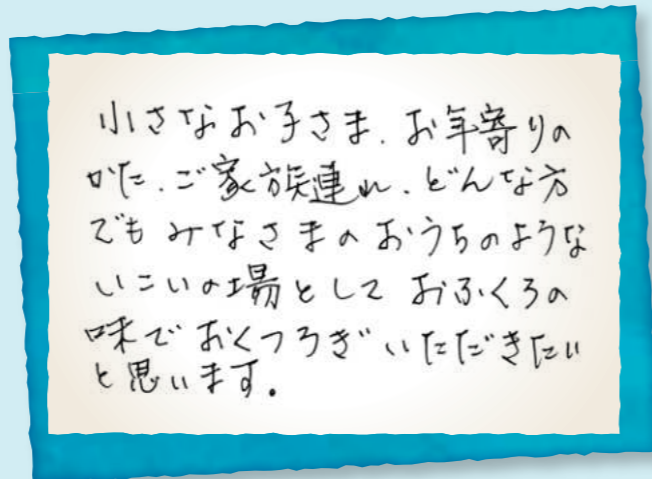 小さなお子さま、お年寄りの
かた、ご家族連れ、どんな方
でもみなさまのおうちのような
いこいの場として おふくろの
味でおくつろぎいただきたい
と思います。